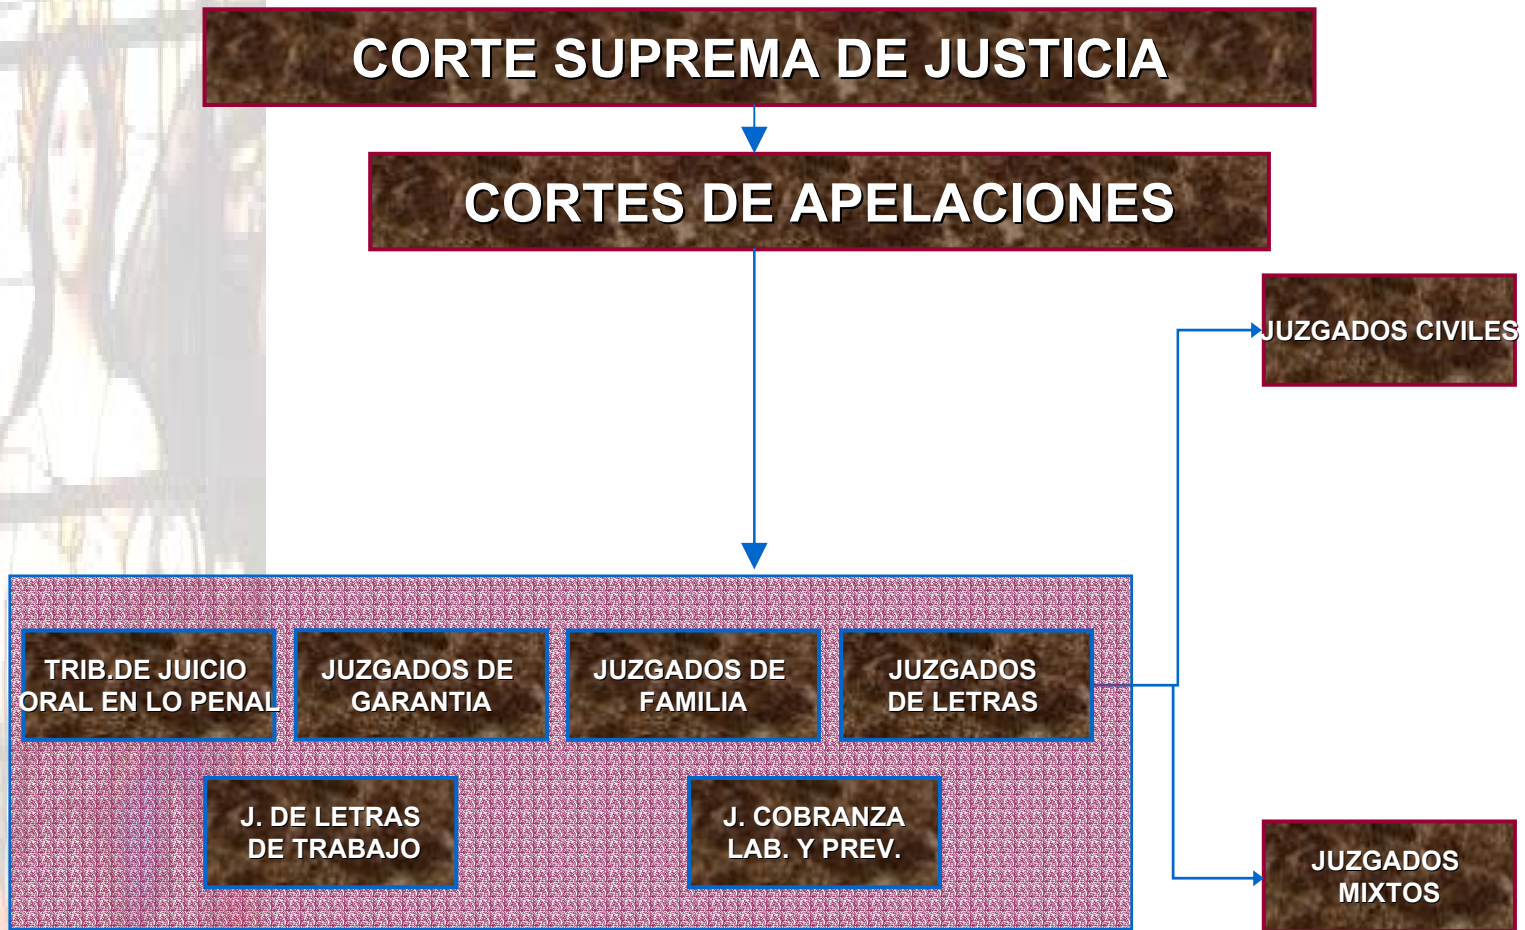 CORTE SUPREMA DE JUSTICIA
CORTES DE APELACIONES
JUZGADOS CIVILES
TRIB.DE JUICIO
ORAL EN LO PENAL
JUZGADOS DE
GARANTIA
JUZGADOS DE
FAMILIA
JUZGADOS
DE LETRAS
J. DE LETRAS
DE TRABAJO
J. COBRANZA
LAB. Y PREV.
JUZGADOS
MIXTOS